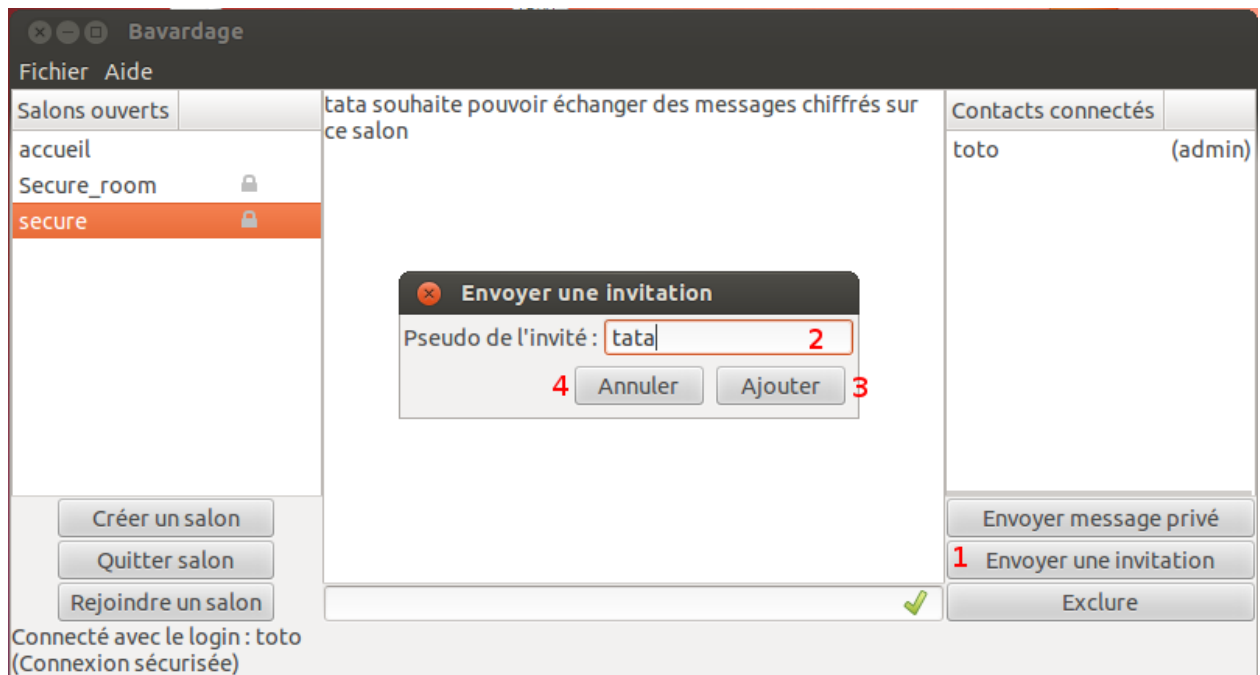 Bavardage
Fichier Aide
Salons ouverts
accueil
Secure_room
secure
tata souhaite pouvoir échanger des messages chiffrés sur
ce salon
Contacts connectés
toto (admin)
Envoyer une invitation
Pseudo de l'invité : tata 2
4 Annuler Ajouter 3
Créer un salon
Quitter salon
Rejoindre un salon
Envoyer message privé
1 Envoyer une invitation
Exclure
Connecté avec le login : toto
(Connexion sécurisée)